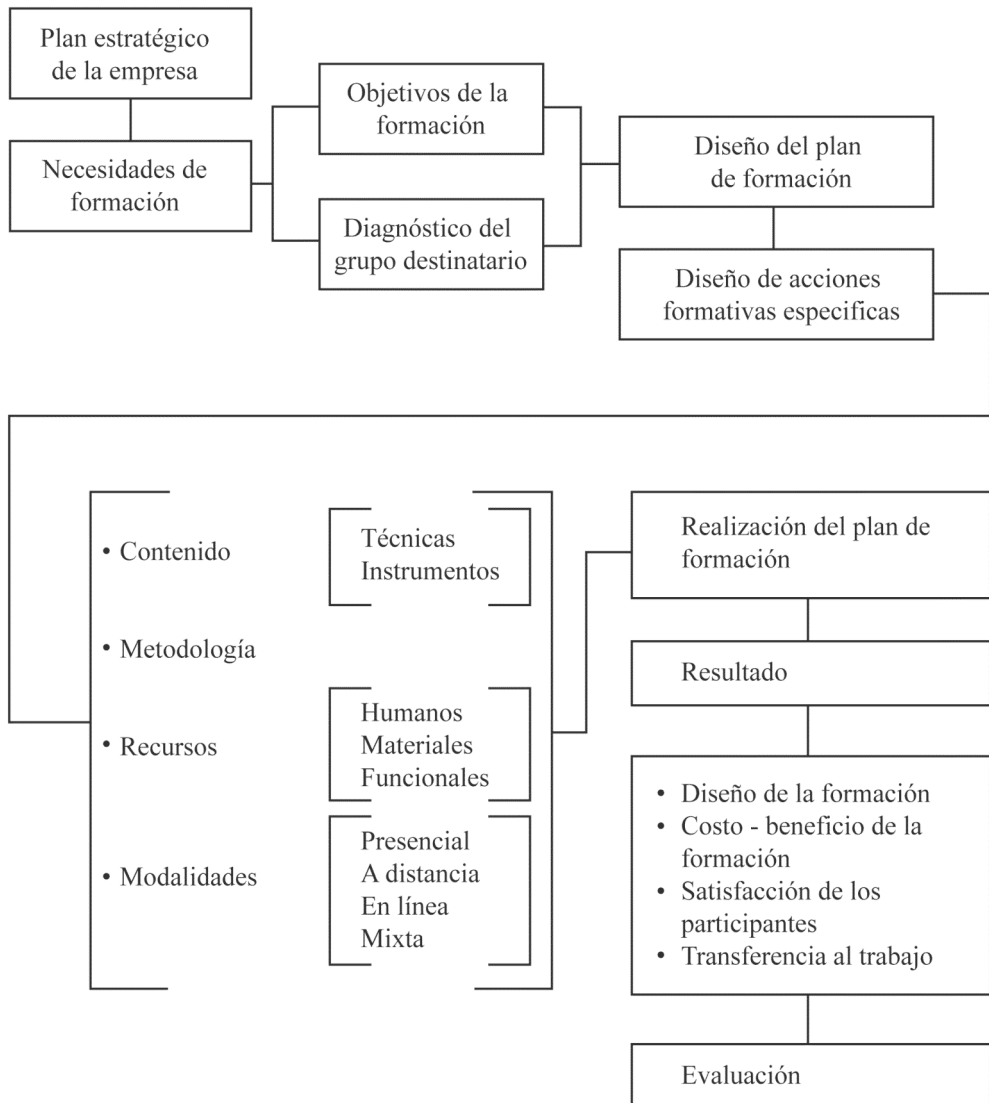 Plan estratégico
de la empresa
Necesidades de
formación
Objetivos de la
formación
Diagnóstico del
grupo destinatario
Diseño del plan
de formación
Diseño de acciones
formativas especificas
• Contenido
Técnicas
Instrumentos
• Metodología
• Recursos
Humanos
Materiales
Funcionales
• Modalidades
Presencial
A distancia
En línea
Mixta
Realización del plan de
formación
Resultado
• Diseño de la formación
• Costo - beneficio de la
formación
• Satisfacción de los
participantes
• Transferencia al trabajo
Evaluación